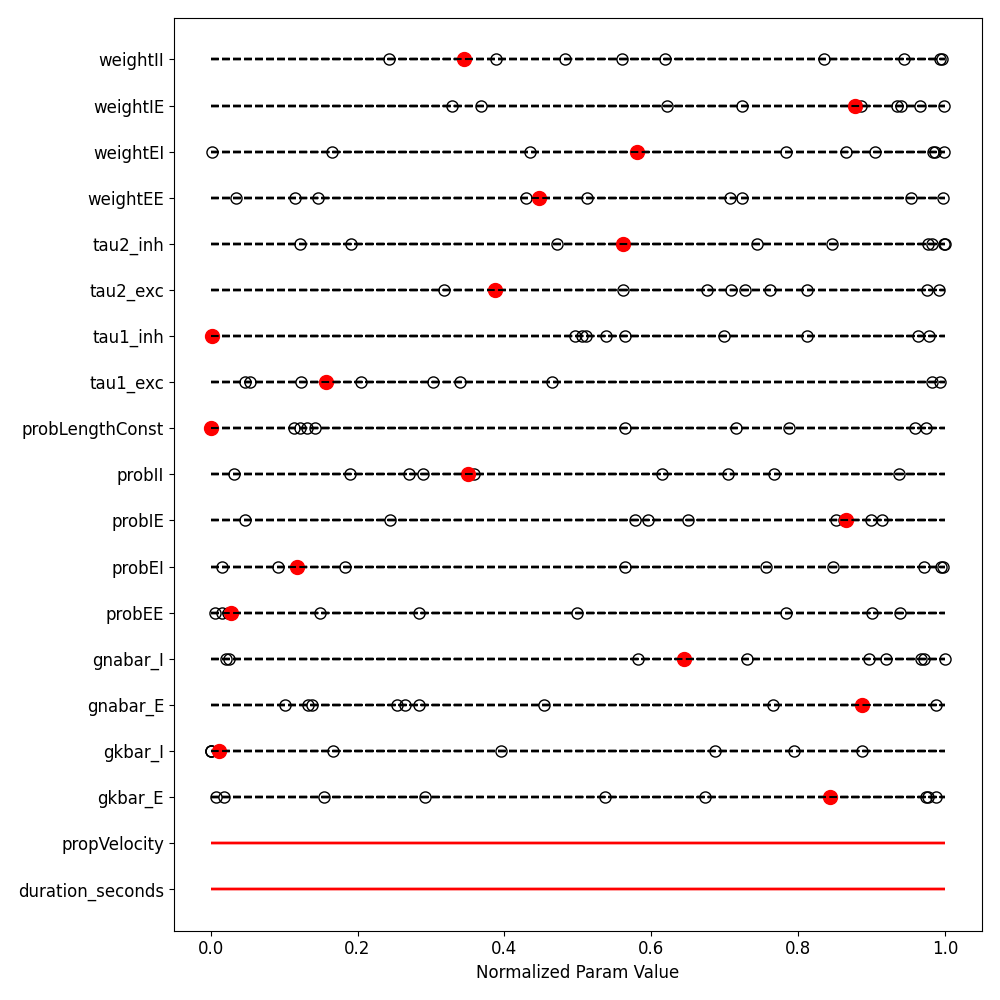 weightII
weightIE
weightEI
weightEE
tau2_inh
tau2_exc
tau1_inh
tau1_exc
probLengthConst
probII
probIE
probEI
probEE
gnabar_I
gnabar_E
gkbar_I
gkbar_E
propVelocity
duration_seconds
0.0 0.2 0.4 0.6 0.8 1.0
Normalized Param Value